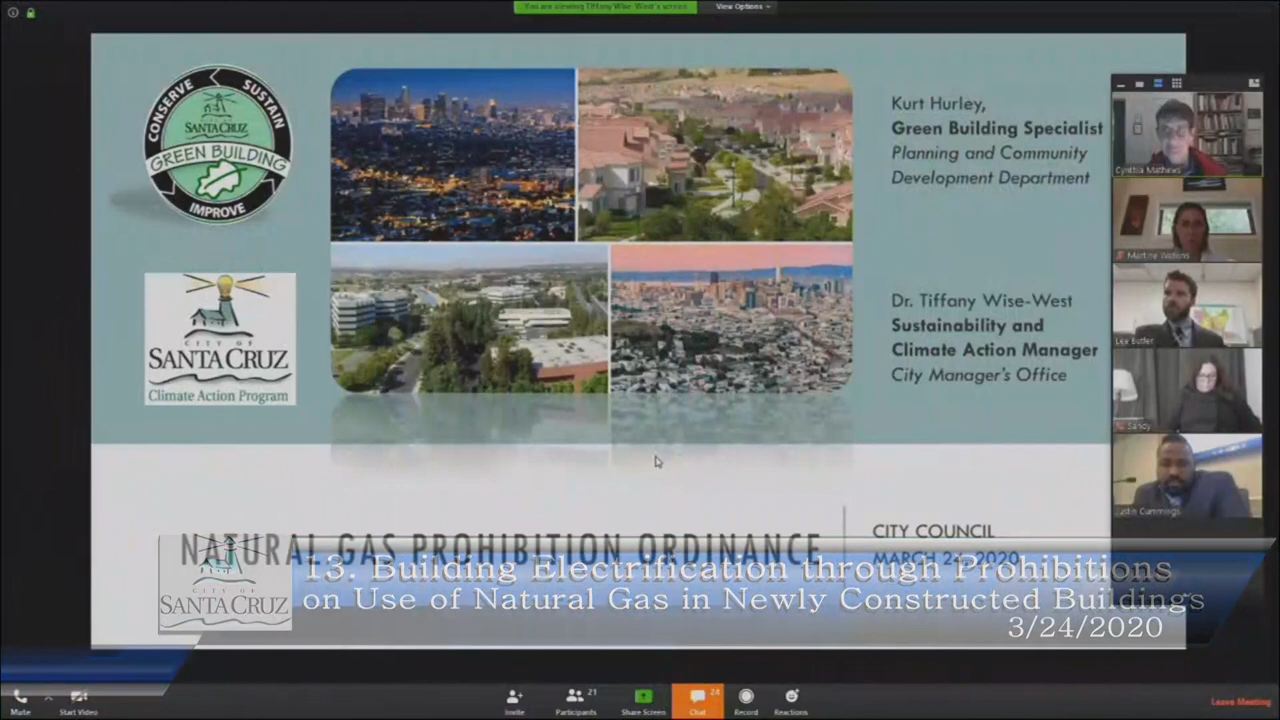 You are viewing Tiffany Wise-West's screen
View Options
CONSERVE
SUSTAIN
CITY OF
SANTA CRUZ
GREEN BUILDING
IMPROVE
CITY OF
SANTA CRUZ
Climate Action Program
Kurt Hurley,
Green Building Specialist
Planning and Community
Development Department
Dr. Tiffany Wise-West
Sustainability and
Climate Action Manager
City Manager's Office
Cynthia Mathews
Martine Watkins
Lee Butler
Sandy
Justin Cummings
NATURAL GAS PROHIBITION ORDINANCE
CITY COUNCIL
MARCH 24, 2020
CITY OF
SANTA CRUZ
13. Building Electrification through Prohibitions
on Use of Natural Gas in Newly Constructed Buildings
3/24/2020
Mute
Start Video
Invite
Participants
21
Share Screen
Chat
24
Record
Reactions
Leave Meeting